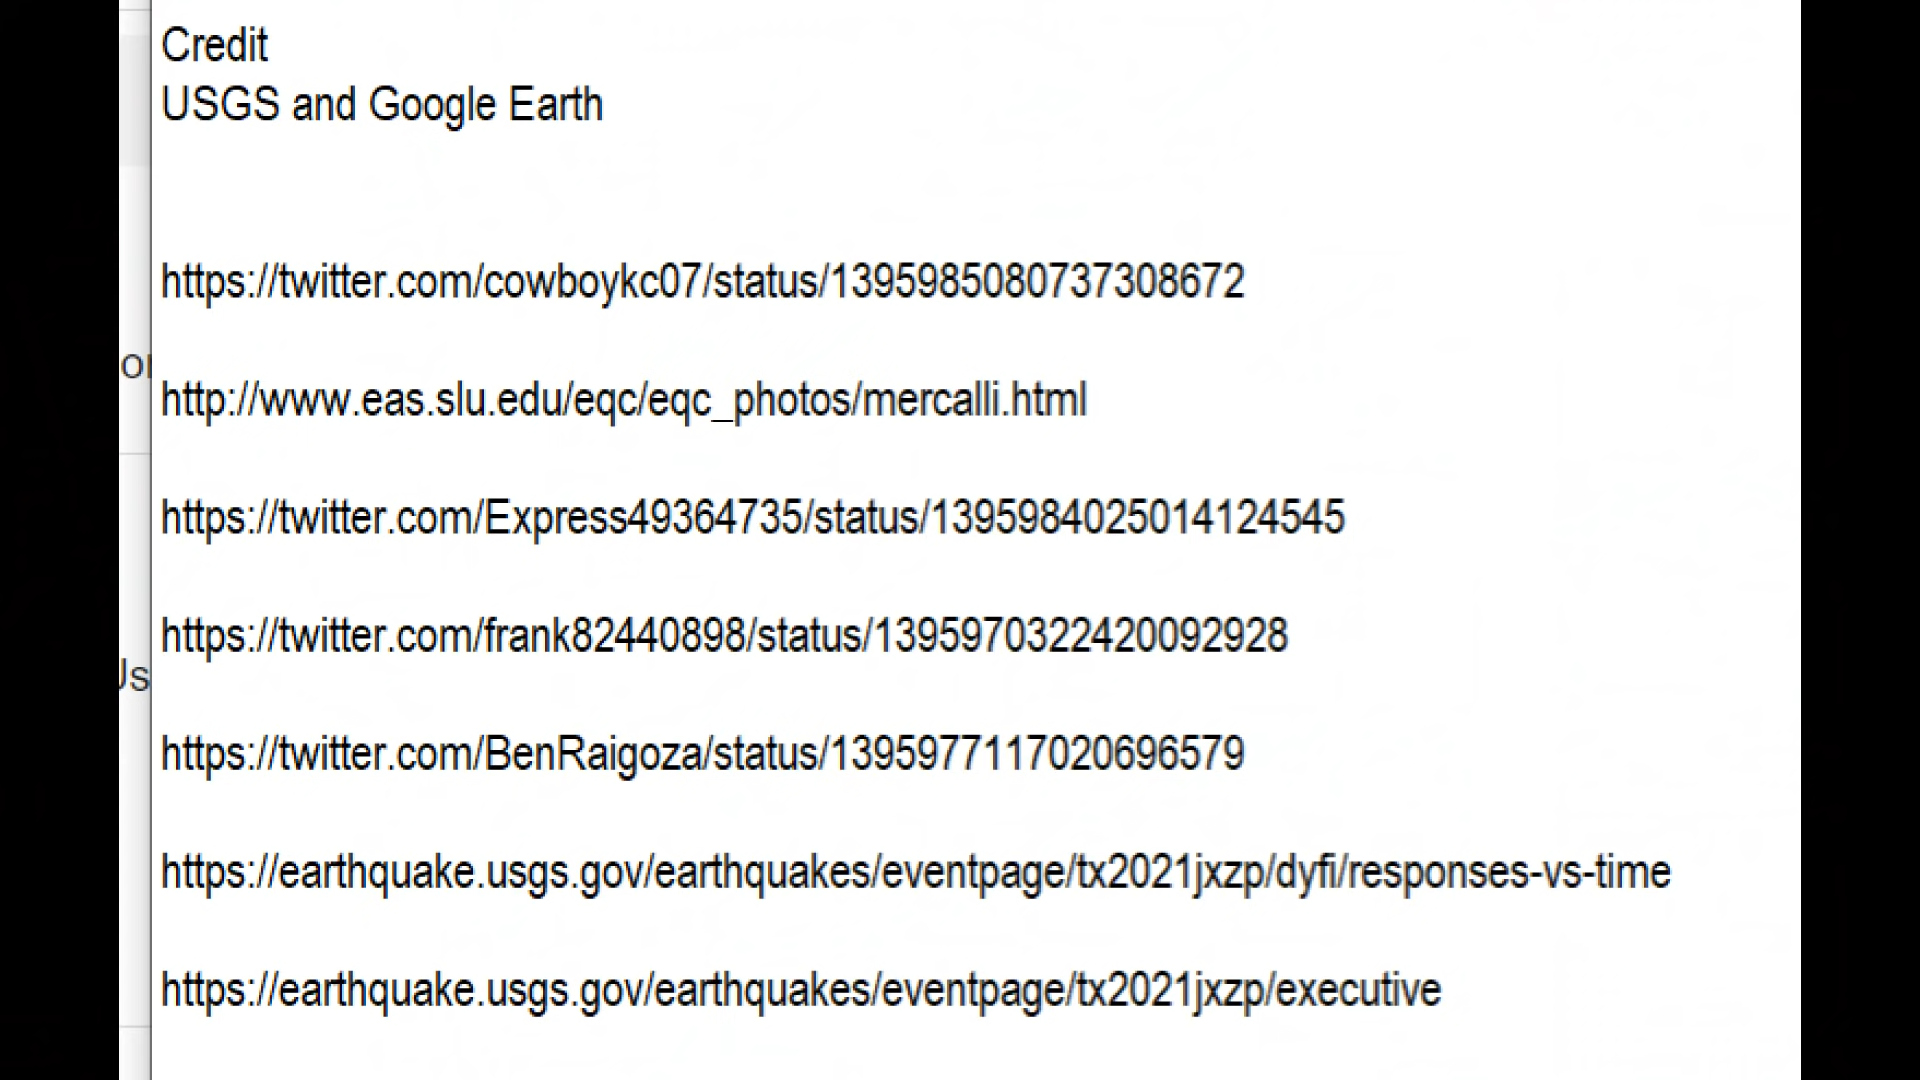 Credit
USGS and Google Earth
https://twitter.com/cowboykc07/status/1395985080737308672
http://www.eas.slu.edu/eqc/eqc_photos/mercalli.html
https://twitter.com/Express49364735/status/1395984025014124545
https://twitter.com/frank82440898/status/1395970322420092928
https://twitter.com/BenRaigoza/status/1395977117020696579
https://earthquake.usgs.gov/earthquakes/eventpage/tx2021jxzp/dyfi/responses-vs-time
https://earthquake.usgs.gov/earthquakes/eventpage/tx2021jxzp/executive